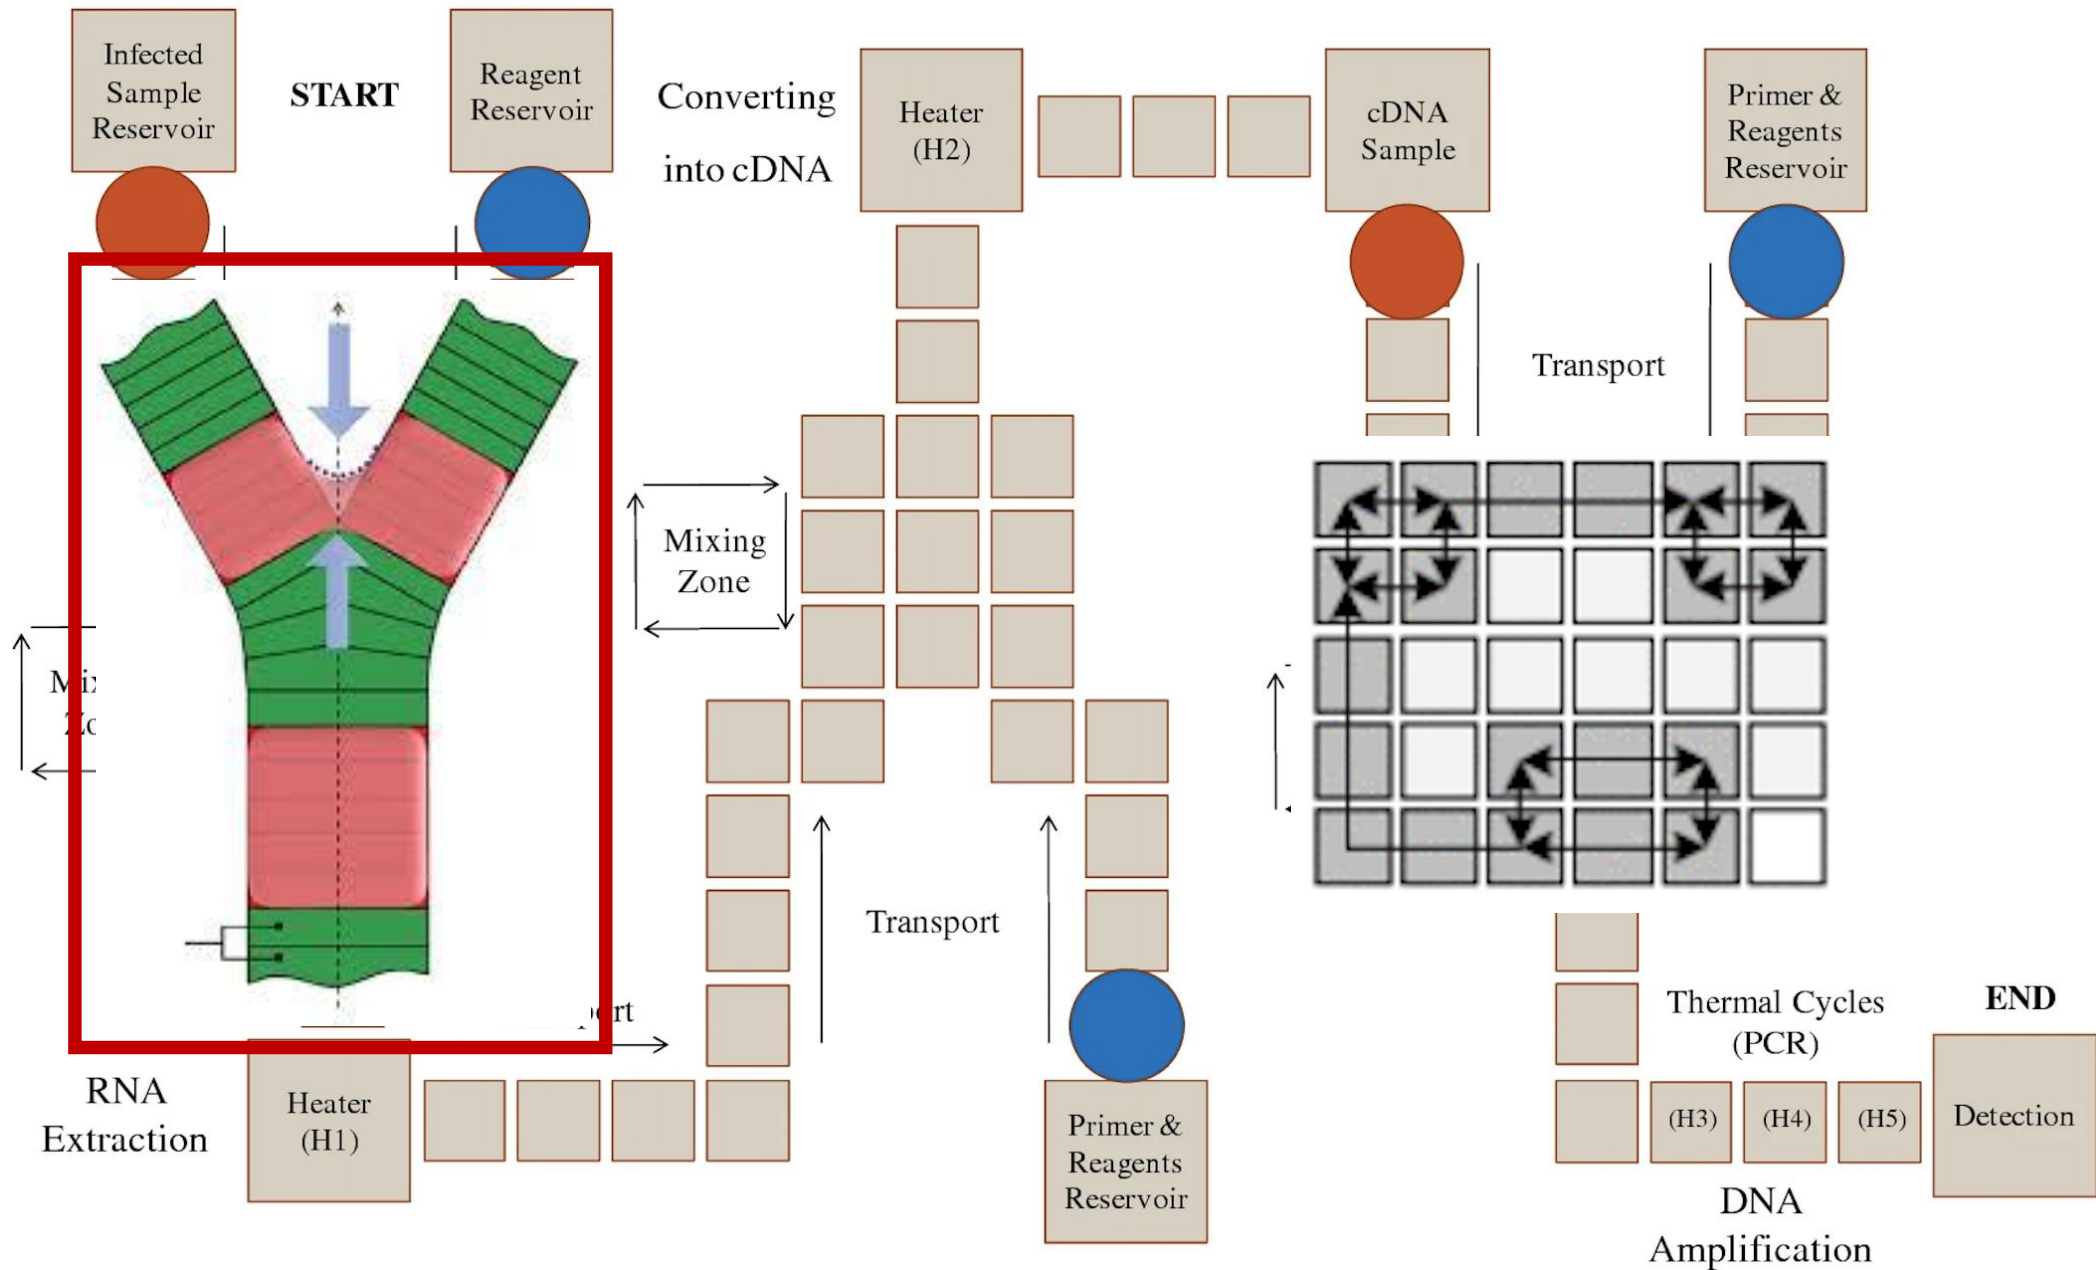 Infected
Sample
Reservoir
START
Reagent
Reservoir
Converting
into cDNA
Heater
(H2)
cDNA
Sample
Primer &
Reagents
Reservoir
Transport
Mixing
Zone
Transport
RNA
Extraction
Heater
(H1)
Primer &
Reagents
Reservoir
Thermal Cycles
(PCR)
END
(H3)
(H4)
(H5)
Detection
DNA
Amplification